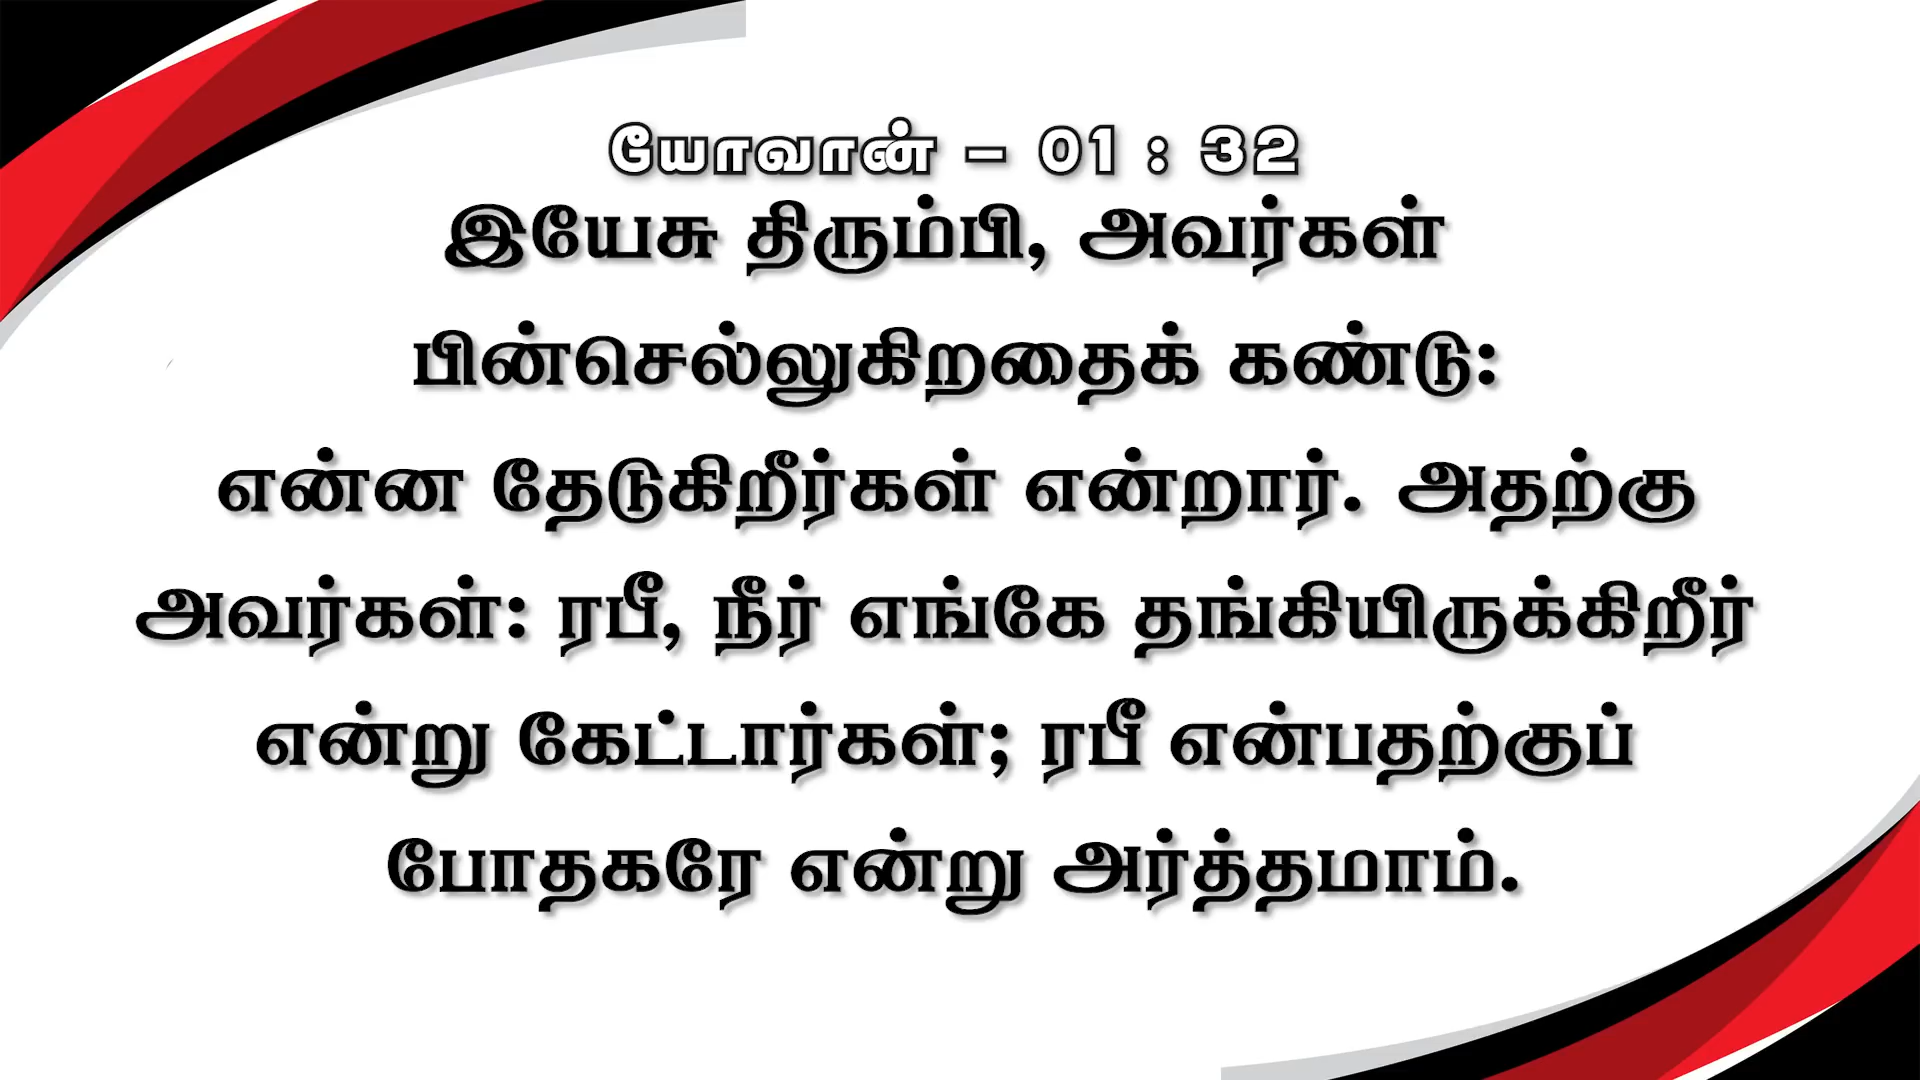 யோவான் – 01 : 32
இயேசு திரும்பி, அவர்கள்
பின்செல்லுகிறதைக் கண்டு:
என்ன தேடுகிறீர்கள் என்றார். அதற்கு
அவர்கள்: ரபீ, நீர் எங்கே தங்கியிருக்கிறீர்
என்று கேட்டார்கள்; ரபீ என்பதற்குப்
போதகரே என்று அர்த்தமாம்.